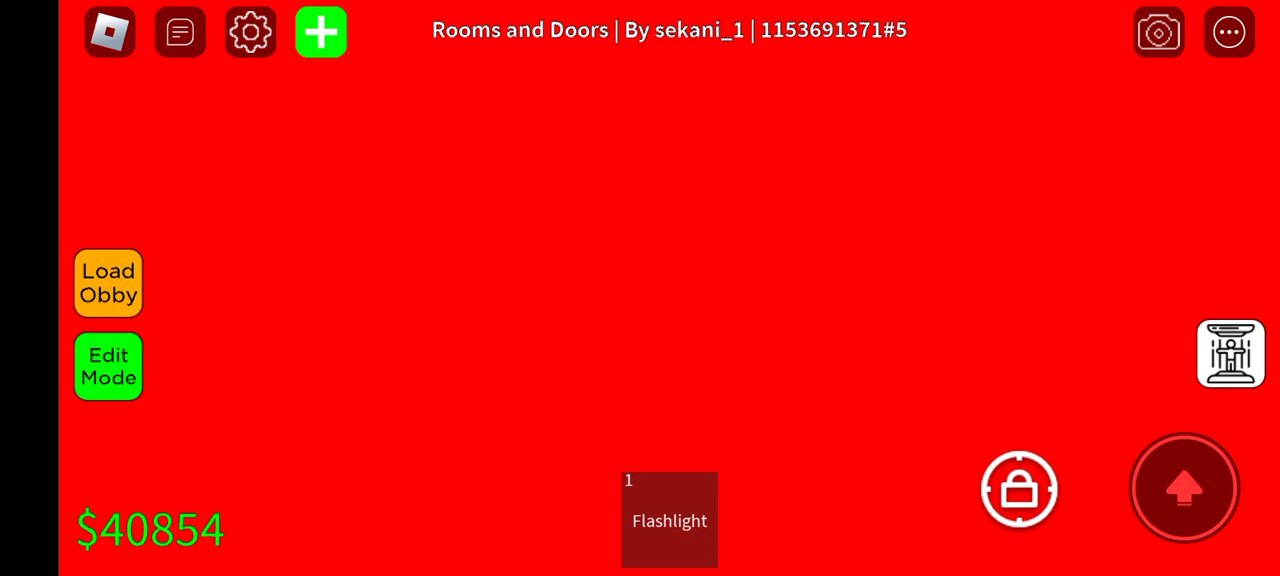 Rooms and Doors | By sekani_1 | 1153691371#5
Load
Obby
Edit
Mode
$40854
1
Flashlight